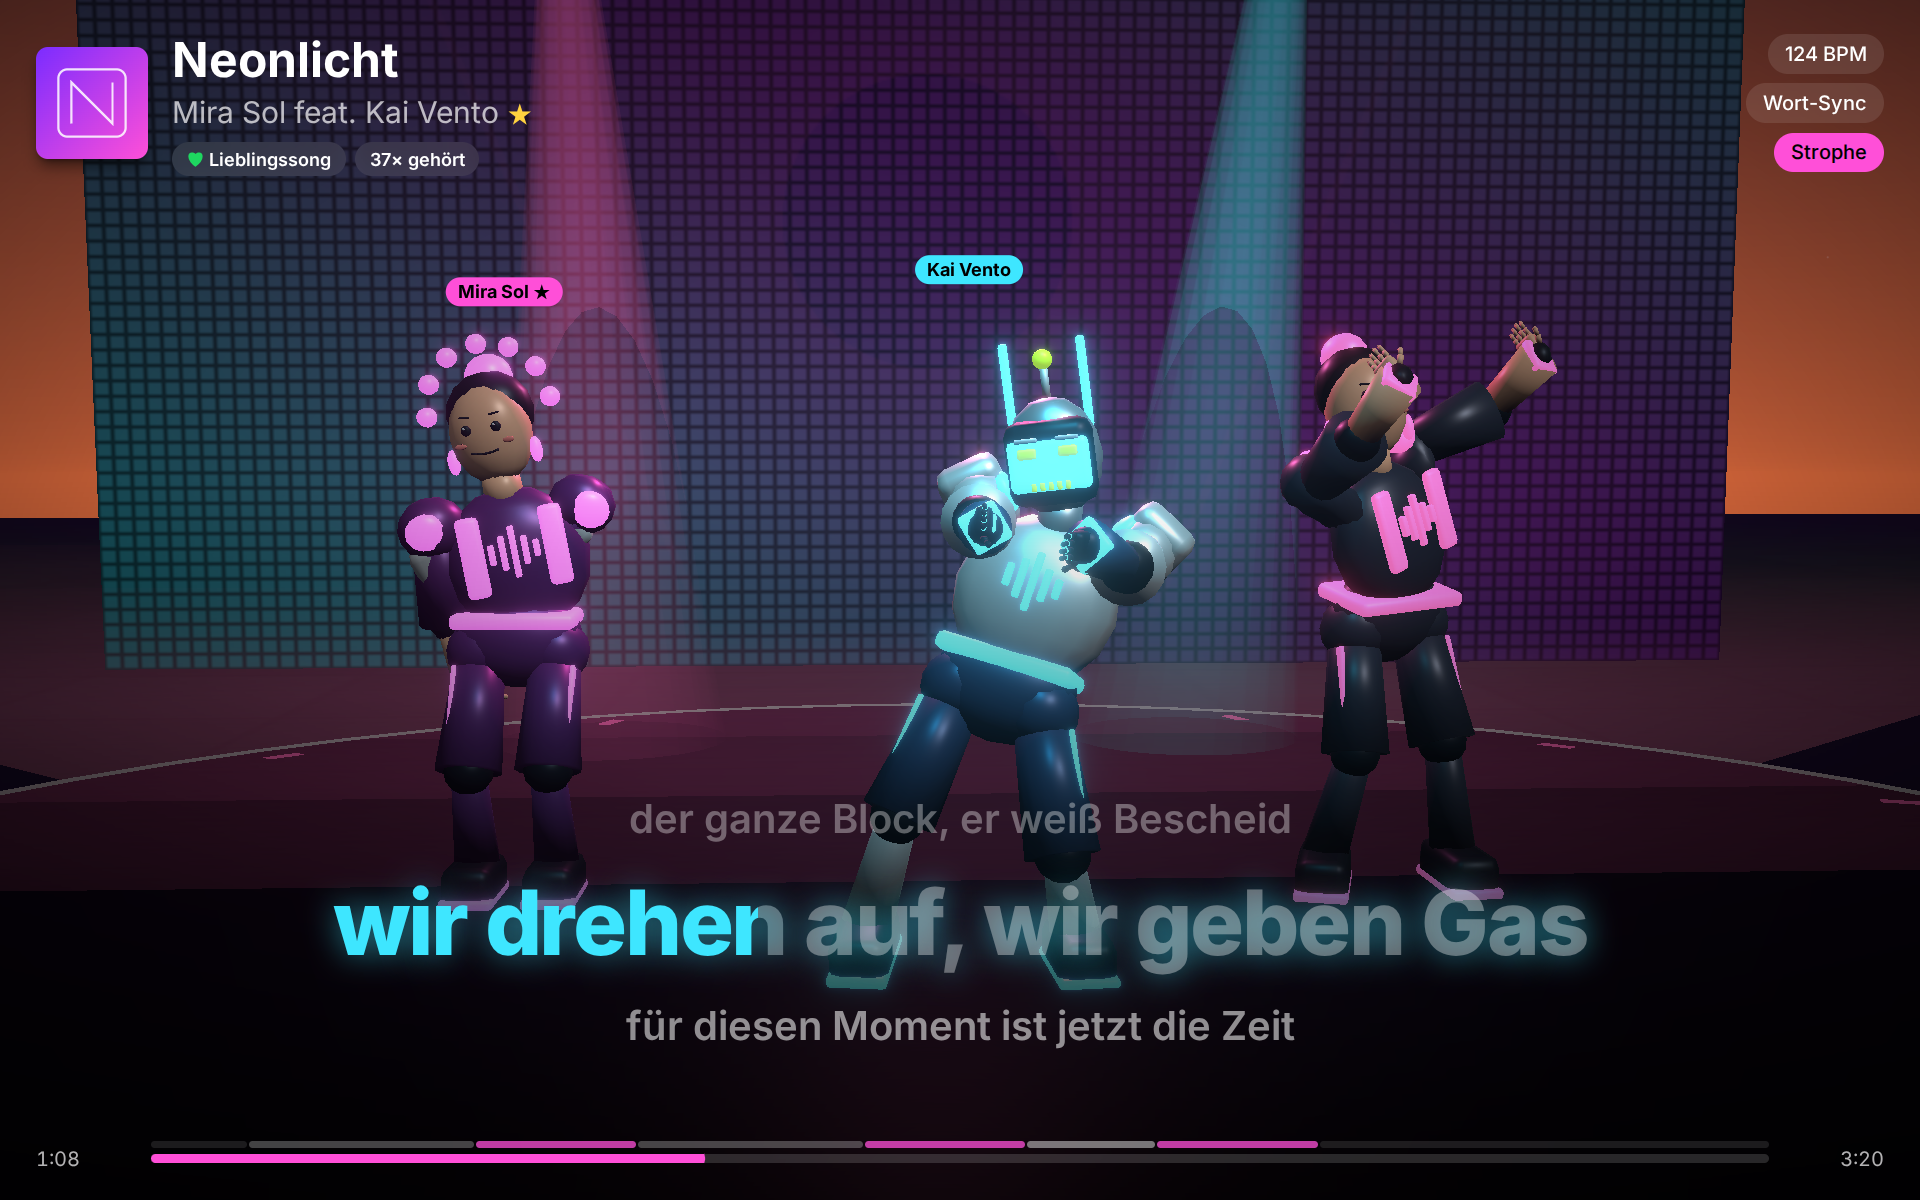 N
Neonlicht
Mira Sol feat. Kai Vento ★
Lieblingssong
37× gehört
124 BPM
Wort-Sync
Strophe
Mira Sol ★
Kai Vento
der ganze Block, er weiß Bescheid
wir drehen auf, wir geben Gas
für diesen Moment ist jetzt die Zeit
1:08
3:20